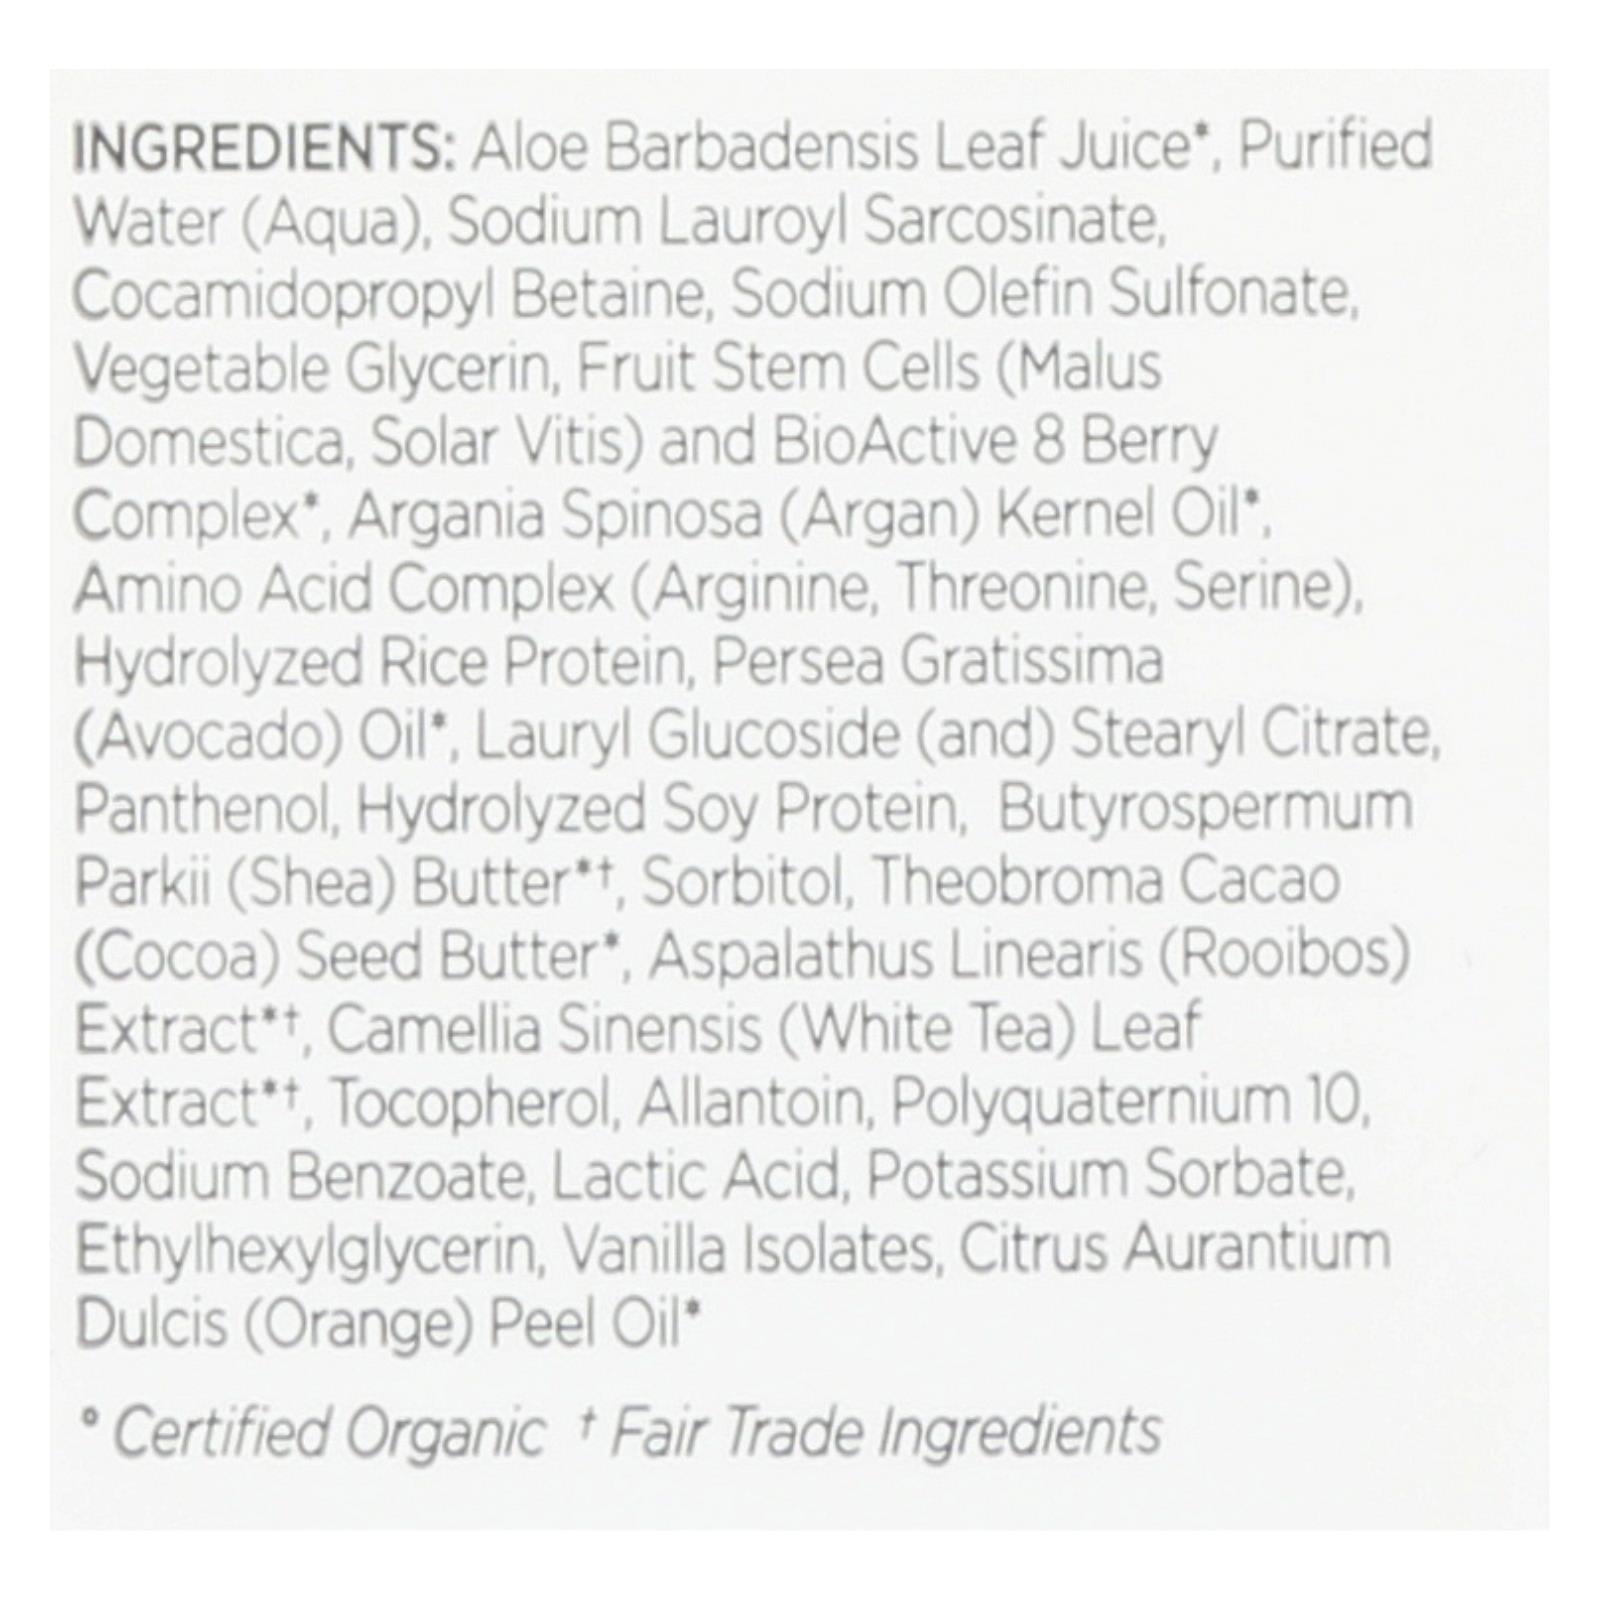 INGREDIENTS: Aloe Barbadensis Leaf Juice*, Purified
Water (Aqua), Sodium Lauroyl Sarcosinate,
Cocamidopropyl Betaine, Sodium Olefin Sulfonate,
Vegetable Glycerin, Fruit Stem Cells (Malus
Domestica, Solar Vitis) and BioActive 8 Berry
Complex*, Argania Spinosa (Argan) Kernel Oil*,
Amino Acid Complex (Arginine, Threonine, Serine),
Hydrolyzed Rice Protein, Persea Gratissima
(Avocado) Oil*, Lauryl Glucoside (and) Stearyl Citrate,
Panthenol, Hydrolyzed Soy Protein, Butyrospermum
Parkii (Shea) Butter*†, Sorbitol, Theobroma Cacao
(Cocoa) Seed Butter*, Aspalathus Linearis (Rooibos)
Extract*†, Camellia Sinensis (White Tea) Leaf
Extract*†, Tocopherol, Allantoin, Polyquaternium 10,
Sodium Benzoate, Lactic Acid, Potassium Sorbate,
Ethylhexylglycerin, Vanilla Isolates, Citrus Aurantium
Dulcis (Orange) Peel Oil*
* Certified Organic † Fair Trade Ingredients